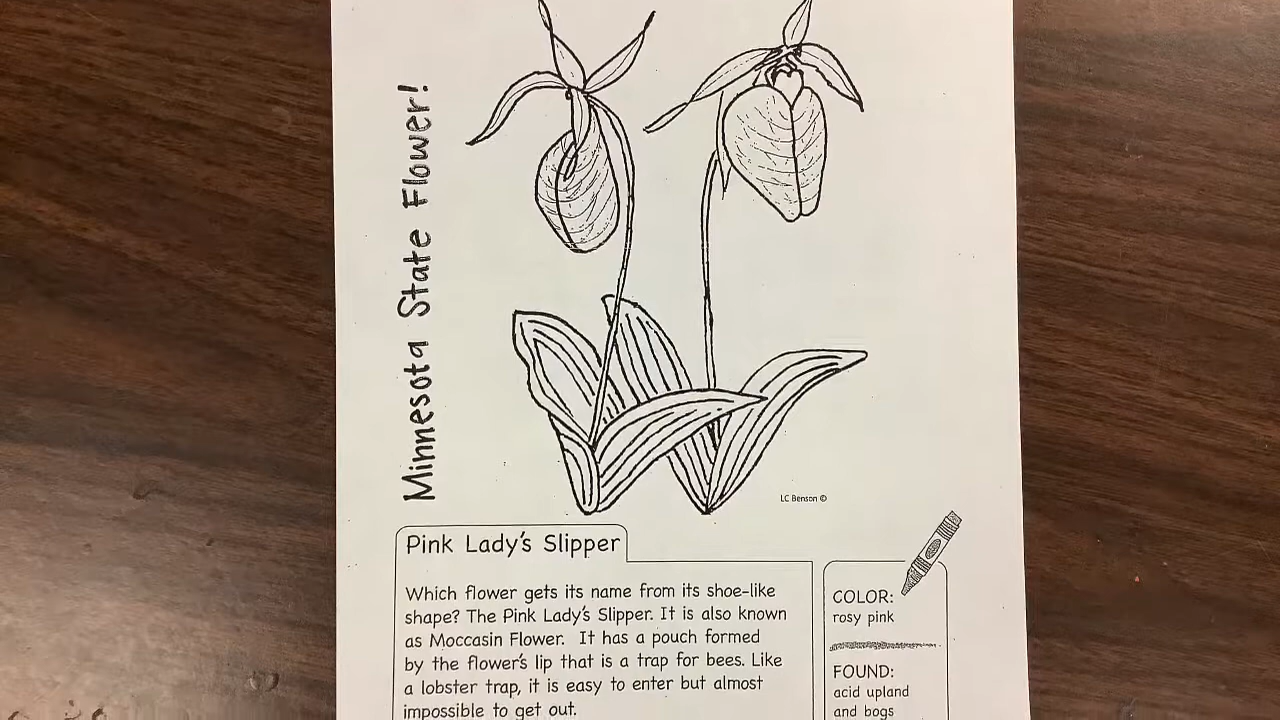 Minnesota State Flower!
LC Benson ©
Pink Lady's Slipper
Which flower gets its name from its shoe-like
shape? The Pink Lady's Slipper. It is also known
as Moccasin Flower. It has a pouch formed
by the flower's lip that is a trap for bees. Like
a lobster trap, it is easy to enter but almost
impossible to get out.
COLOR:
rosy pink
FOUND:
acid upland
and bogs